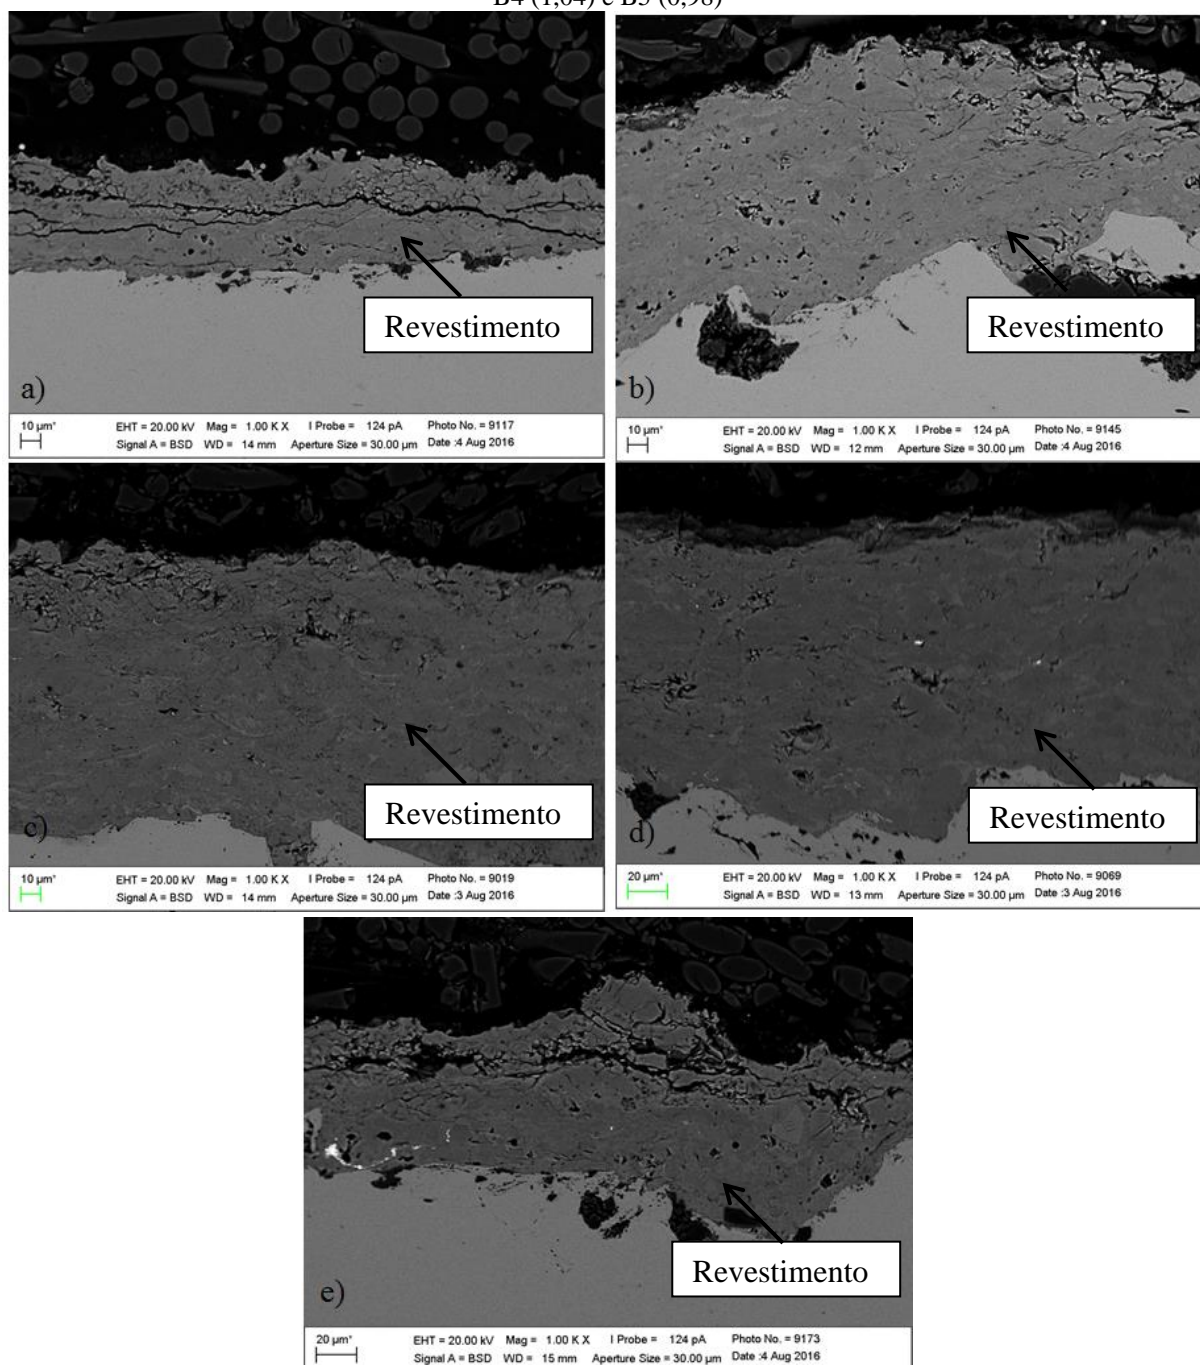 B4 (1,04) e B5 (0,98)
Revestimento
a)
10 µm*
EHT = 20.00 kV Mag = 1.00 K X I Probe = 124 pA Photo No. = 9117
Signal A = BSD WD = 14 mm Aperture Size = 30.00 µm Date :4 Aug 2016
Revestimento
b)
10 µm*
EHT = 20.00 kV Mag = 1.00 K X I Probe = 124 pA Photo No. = 9145
Signal A = BSD WD = 12 mm Aperture Size = 30.00 µm Date :4 Aug 2016
Revestimento
c)
10 µm*
EHT = 20.00 kV Mag = 1.00 K X I Probe = 124 pA Photo No. = 9019
Signal A = BSD WD = 14 mm Aperture Size = 30.00 µm Date :3 Aug 2016
Revestimento
d)
20 µm*
EHT = 20.00 kV Mag = 1.00 K X I Probe = 124 pA Photo No. = 9069
Signal A = BSD WD = 13 mm Aperture Size = 30.00 µm Date :3 Aug 2016
Revestimento
e)
20 µm*
EHT = 20.00 kV Mag = 1.00 K X I Probe = 124 pA Photo No. = 9173
Signal A = BSD WD = 15 mm Aperture Size = 30.00 µm Date :4 Aug 2016